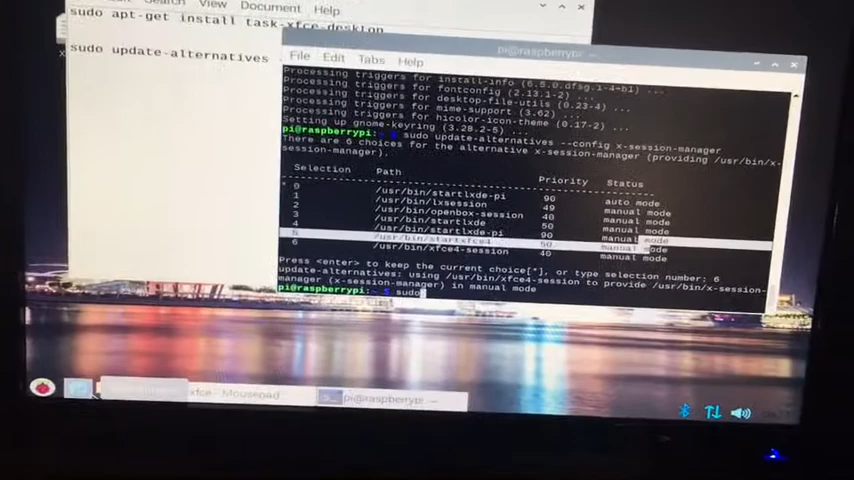 Search View Document Help
sudo apt-get install task-xfce-desktop
sudo update-alternatives
pi@raspberrypi: ~
File Edit Tabs Help
Processing triggers for install-info (6.5.0.dfsg.1-4+b1) ...
Processing triggers for fontconfig (2.13.1-2) ...
Processing triggers for desktop-file-utils (0.23-4) ...
Processing triggers for mime-support (3.62) ...
Processing triggers for hicolor-icon-theme (0.17-2) ...
Setting up gnome-keyring (3.28.2-5) ...
pi@raspberrypi:~ $ sudo update-alternatives --config x-session-manager
There are 6 choices for the alternative x-session-manager (providing /usr/bin/x-
session-manager).
Selection Path Priority Status
* 0 /usr/bin/startlxde-pi 90 auto mode
1 /usr/bin/lxsession 49 manual mode
2 /usr/bin/openbox-session 40 manual mode
3 /usr/bin/startlxde 50 manual mode
4 /usr/bin/startlxde-pi 90 manual mode
5 /usr/bin/startxfce4 50 manual mode
6 /usr/bin/xfce4-session 40 manual mode
Press <enter> to keep the current choice[*], or type selection number: 6
update-alternatives: using /usr/bin/xfce4-session to provide /usr/bin/x-session-
manager (x-session-manager) in manual mode
pi@raspberrypi:~ $ sudo
xfce - Mousepad
pi@raspberrypi: ~